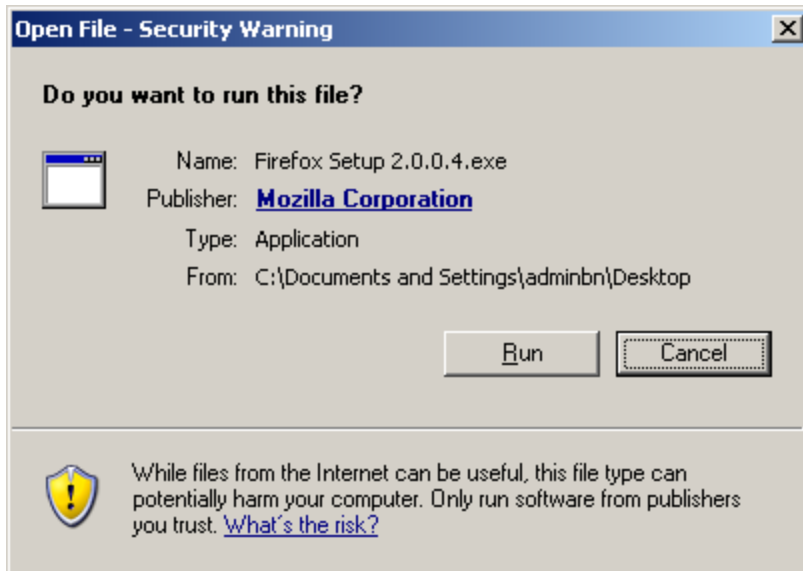 Open File - Security Warning
Do you want to run this file?
Name: Firefox Setup 2.0.0.4.exe
Publisher: Mozilla Corporation
Type: Application
From: C:\Documents and Settings\adminbn\Desktop
Run Cancel
While files from the Internet can be useful, this file type can
potentially harm your computer. Only run software from publishers
you trust. What´s the risk?